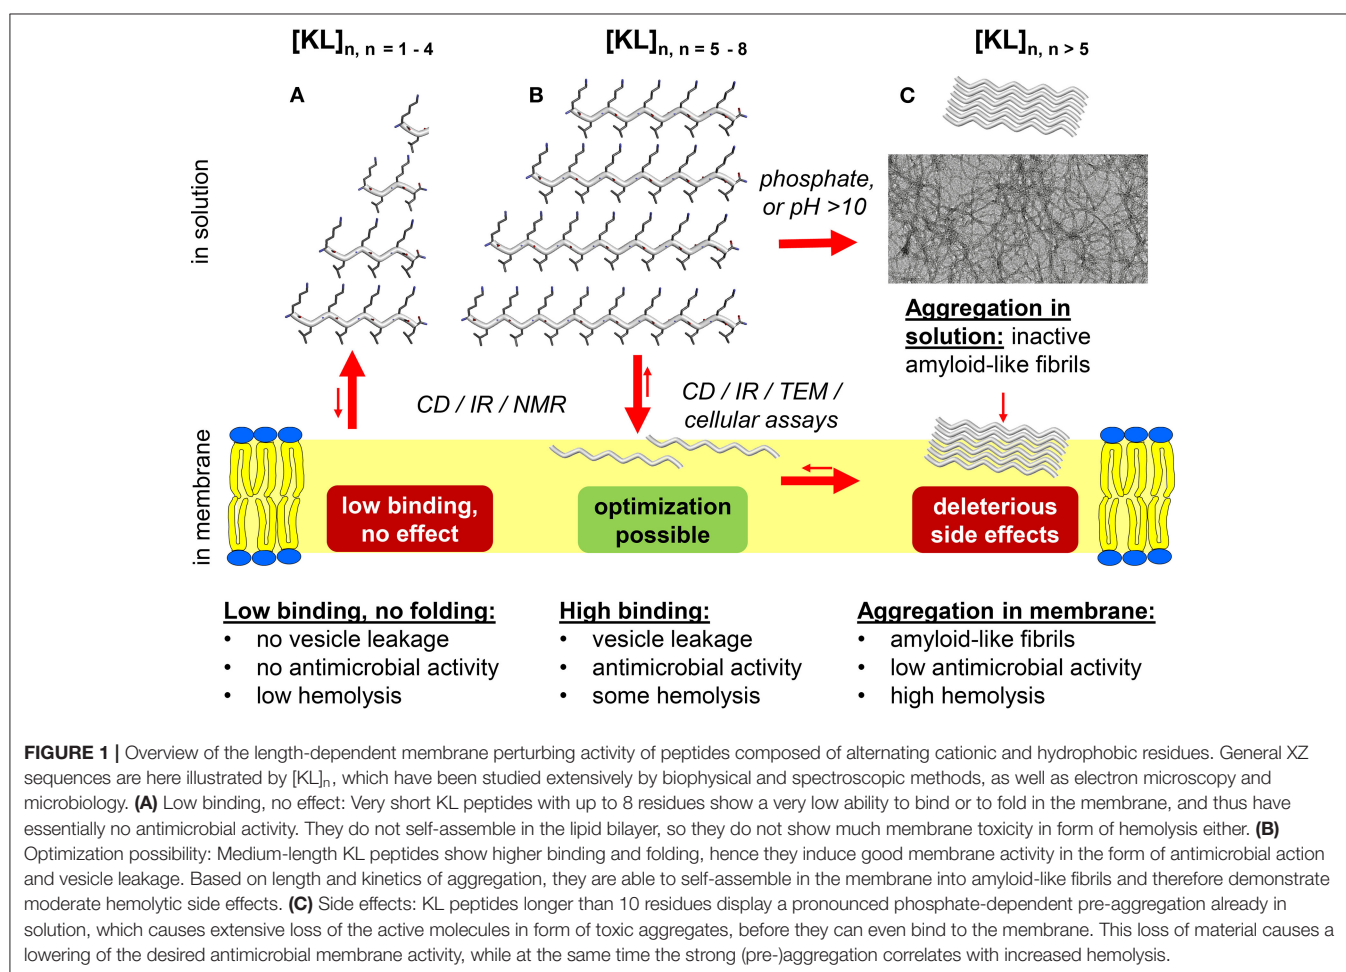 [KL]n, n = 1 - 4
[KL]n, n = 5 - 8
[KL]n, n > 5
A
B
C
in solution
phosphate,
or pH >10
Aggregation in
solution: inactive
amyloid-like fibrils
CD / IR / NMR
CD / IR / TEM /
cellular assays
in membrane
low binding,
no effect
optimization
possible
deleterious
side effects
Low binding, no folding:
• no vesicle leakage
• no antimicrobial activity
• low hemolysis
High binding:
• vesicle leakage
• antimicrobial activity
• some hemolysis
Aggregation in membrane:
• amyloid-like fibrils
• low antimicrobial activity
• high hemolysis
FIGURE 1 | Overview of the length-dependent membrane perturbing activity of peptides composed of alternating cationic and hydrophobic residues. General XZ
sequences are here illustrated by [KL]n, which have been studied extensively by biophysical and spectroscopic methods, as well as electron microscopy and
microbiology. (A) Low binding, no effect: Very short KL peptides with up to 8 residues show a very low ability to bind or to fold in the membrane, and thus have
essentially no antimicrobial activity. They do not self-assemble in the lipid bilayer, so they do not show much membrane toxicity in form of hemolysis either. (B)
Optimization possibility: Medium-length KL peptides show higher binding and folding, hence they induce good membrane activity in the form of antimicrobial action
and vesicle leakage. Based on length and kinetics of aggregation, they are able to self-assemble in the membrane into amyloid-like fibrils and therefore demonstrate
moderate hemolytic side effects. (C) Side effects: KL peptides longer than 10 residues display a pronounced phosphate-dependent pre-aggregation already in
solution, which causes extensive loss of the active molecules in form of toxic aggregates, before they can even bind to the membrane. This loss of material causes a
lowering of the desired antimicrobial membrane activity, while at the same time the strong (pre-)aggregation correlates with increased hemolysis.